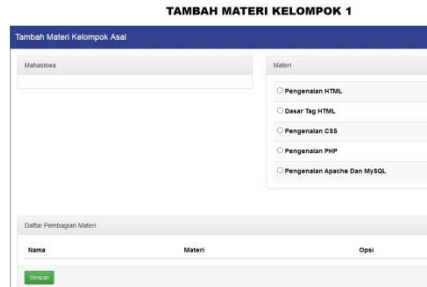 TAMBAH MATERI KELOMPOK 1
Tambah Materi Kelompok Asal
Mahasiswa
Materi
Pengenalan HTML
Dasar Tag HTML
Pengenalan CSS
Pengenalan PHP
Pengenalan Apache Dan MySQL
Daftar Pembagian Materi
Nama Materi Opsi
Simpan